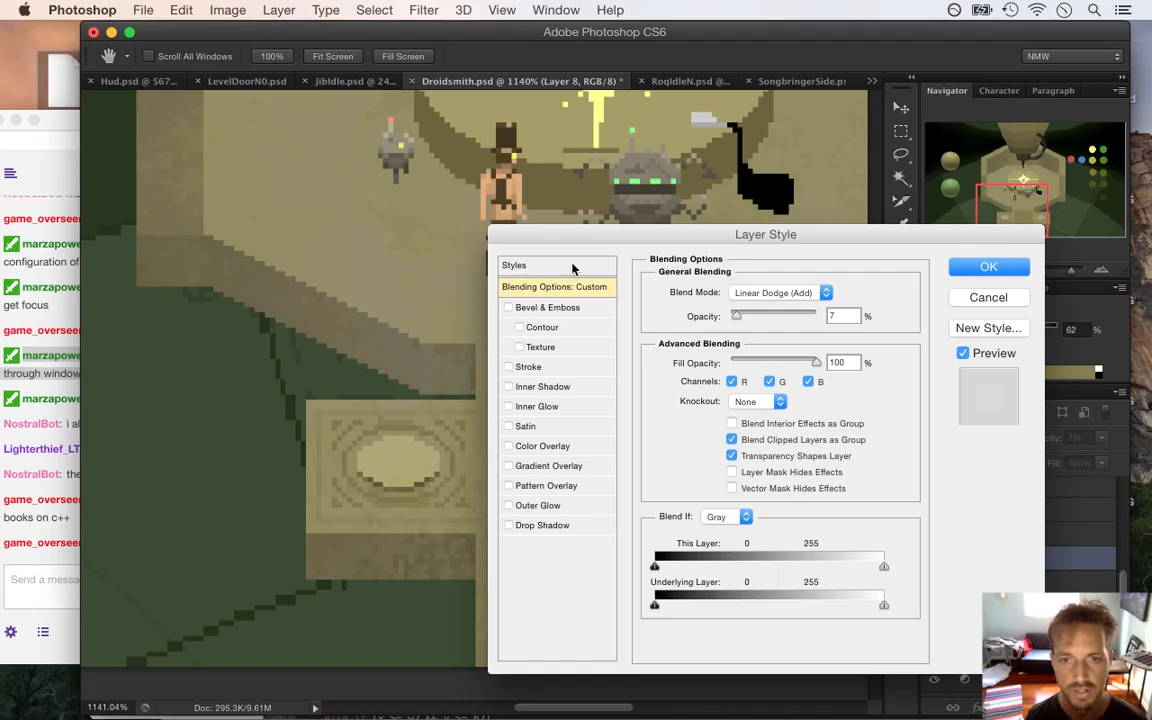 Photoshop File Edit Image Layer Type Select Filter 3D View Window Help
Adobe Photoshop CS6
Scroll All Windows 100% Fit Screen Fill Screen NMW
Hud.psd @ 567... LevelDoorN0.psd JibIdle.psd @ 24... Droidsmith.psd @ 1140% (Layer 8, RGB/8) * RoqIdleN.psd @... SongbringerSide.ps
Navigator Character Paragraph
game_overseer
marzapower
configuration of
get focus
game_overseer
marzapower
through window
marzapower
NostralBot: i al
Lighterthief_LT
NostralBot: the
game_overseer
books on c++
game_overseer
Send a messa
Layer Style
Styles
Blending Options: Custom
Bevel & Emboss
Contour
Texture
Stroke
Inner Shadow
Inner Glow
Satin
Color Overlay
Gradient Overlay
Pattern Overlay
Outer Glow
Drop Shadow
Blending Options
General Blending
Blend Mode: Linear Dodge (Add)
Opacity: 7 %
Advanced Blending
Fill Opacity: 100 %
Channels: R G B
Knockout: None
Blend Interior Effects as Group
Blend Clipped Layers as Group
Transparency Shapes Layer
Layer Mask Hides Effects
Vector Mask Hides Effects
Blend If: Gray
This Layer: 0 255
Underlying Layer: 0 255
OK
Cancel
New Style...
Preview
62 %
7%
100%
1141.04% Doc: 295.3K/9.61M